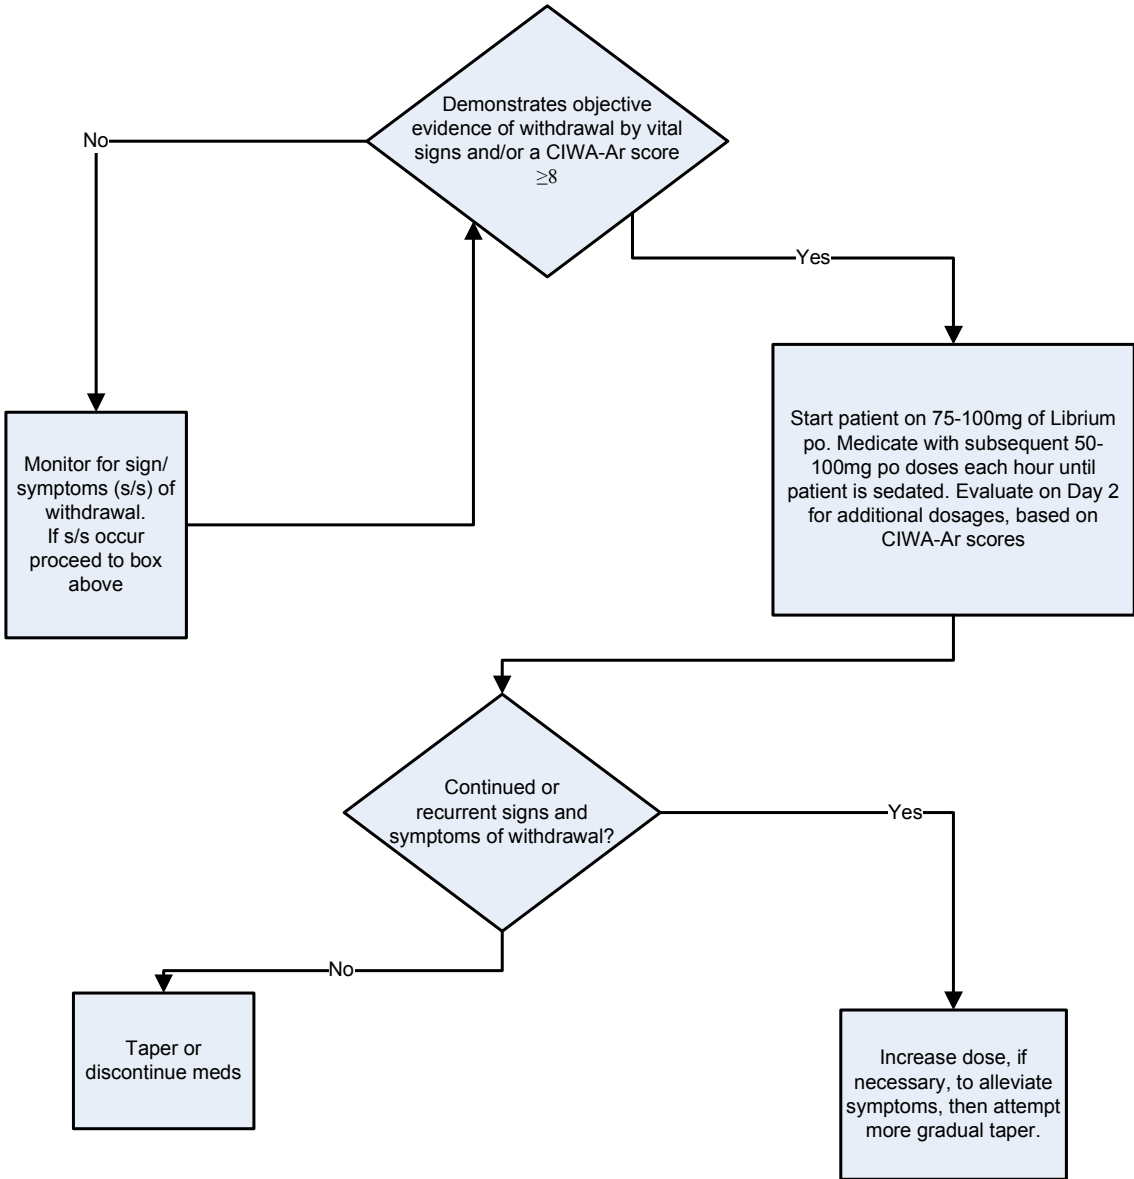 Demonstrates objective
evidence of withdrawal by vital
signs and/or a CIWA-Ar score
≥8
No
Yes
Monitor for sign/
symptoms (s/s) of
withdrawal.
If s/s occur
proceed to box
above
Start patient on 75-100mg of Librium
po. Medicate with subsequent 50-
100mg po doses each hour until
patient is sedated. Evaluate on Day 2
for additional dosages, based on
CIWA-Ar scores
Continued or
recurrent signs and
symptoms of withdrawal?
Yes
No
Taper or
discontinue meds
Increase dose, if
necessary, to alleviate
symptoms, then attempt
more gradual taper.